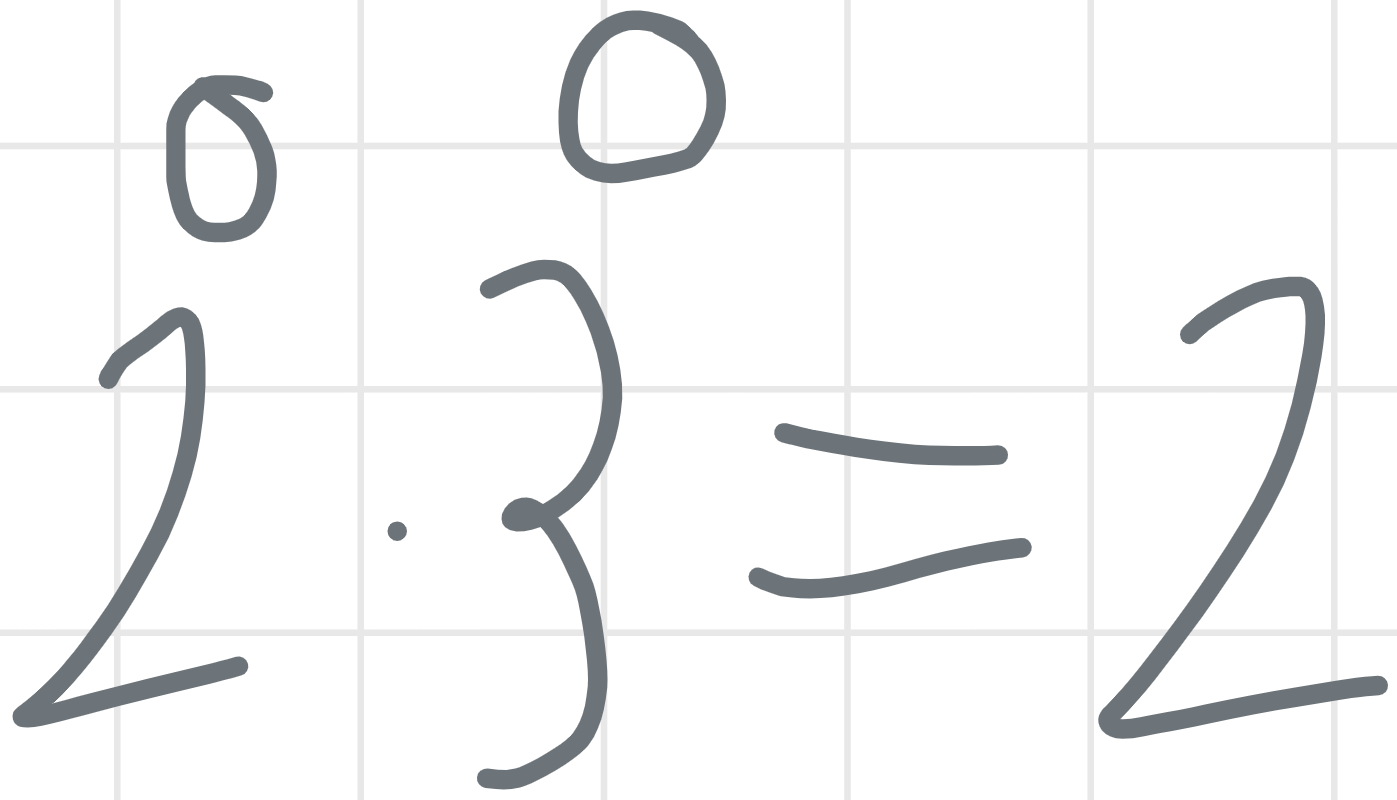 2⁰ · 3⁰ = 2